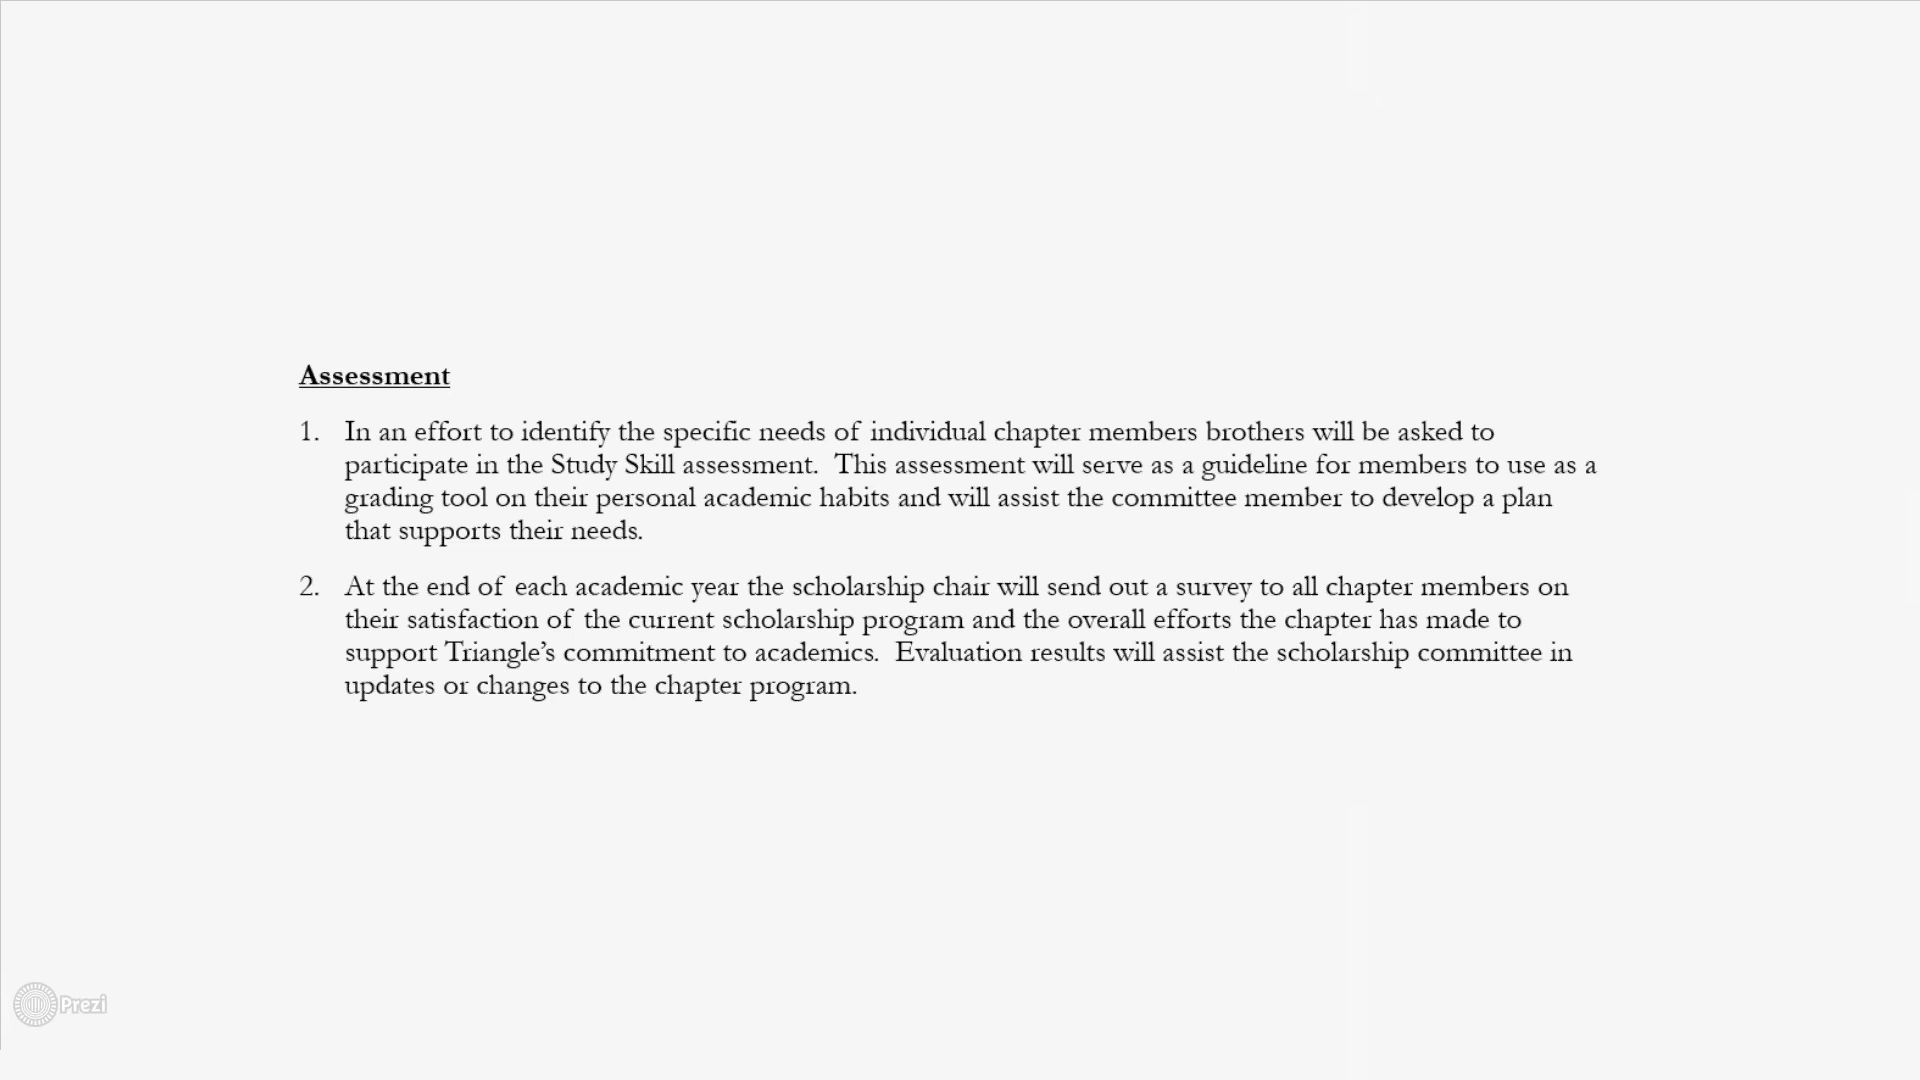 Assessment
1. In an effort to identify the specific needs of individual chapter members brothers will be asked to
participate in the Study Skill assessment.  This assessment will serve as a guideline for members to use as a
grading tool on their personal academic habits and will assist the committee member to develop a plan
that supports their needs.
2. At the end of each academic year the scholarship chair will send out a survey to all chapter members on
their satisfaction of the current scholarship program and the overall efforts the chapter has made to
support Triangle’s commitment to academics.  Evaluation results will assist the scholarship committee in
updates or changes to the chapter program.
Prezi